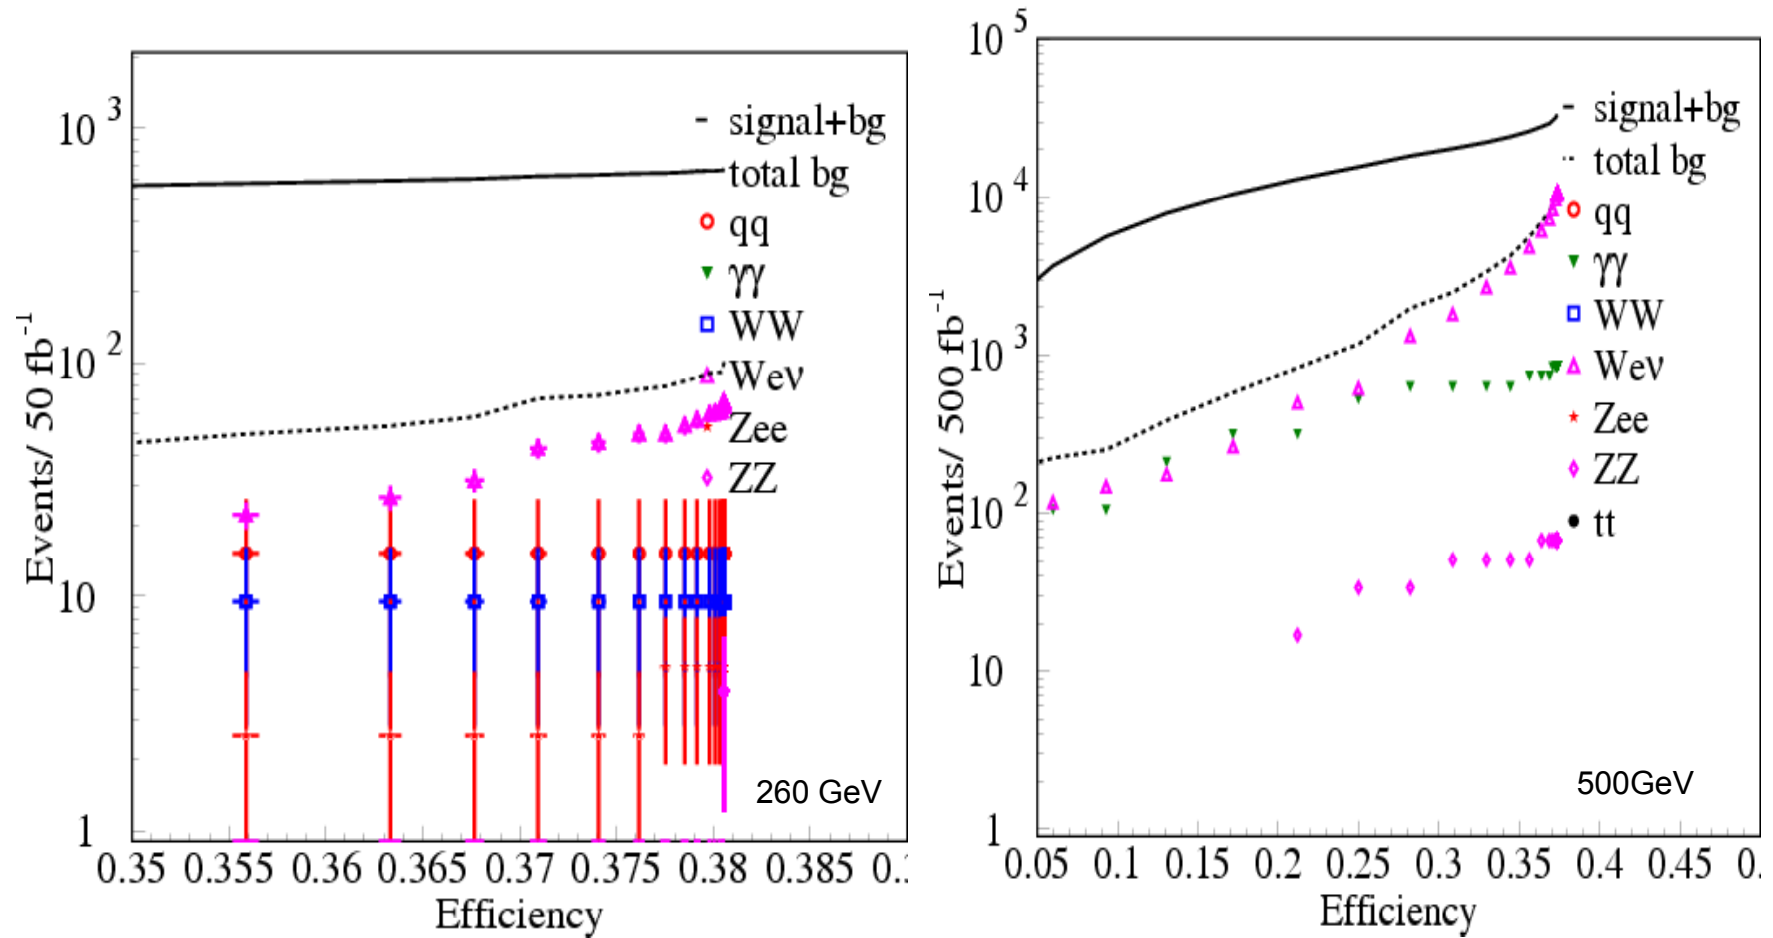 10^3
10^2
10
1
Events/ 50 fb^-1
signal+bg
total bg
qq
γγ
WW
Weν
Zee
ZZ
260 GeV
0.35 0.355 0.36 0.365 0.37 0.375 0.38 0.385
Efficiency
10^5
10^4
10^3
10^2
10
1
Events/ 500 fb^-1
signal+bg
total bg
qq
γγ
WW
Weν
Zee
ZZ
tt
500GeV
0.05 0.1 0.15 0.2 0.25 0.3 0.35 0.4 0.45
Efficiency